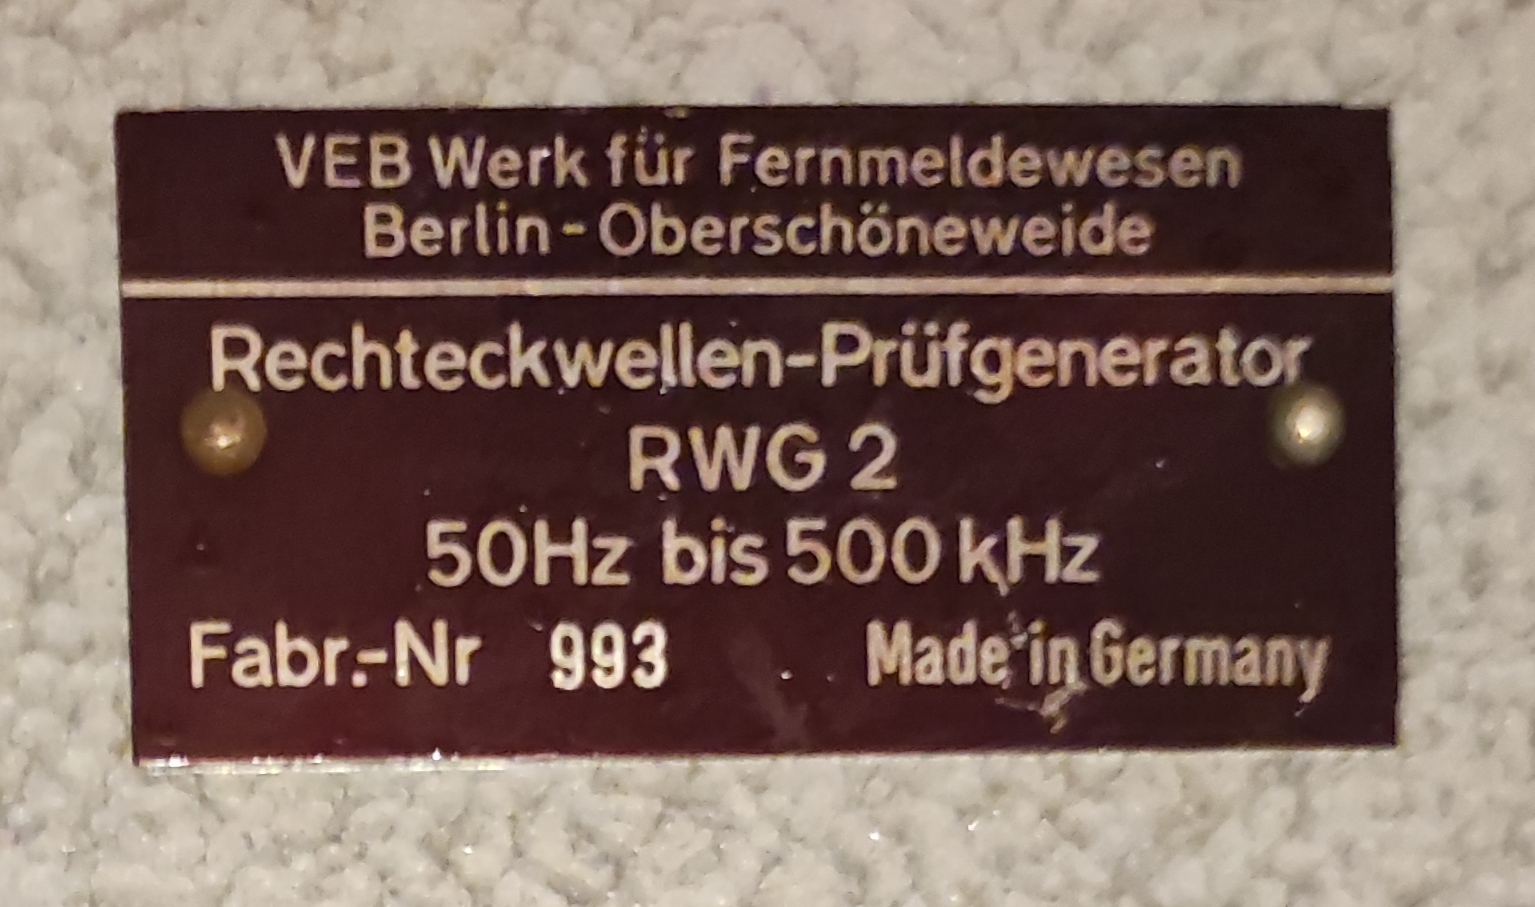 VEB Werk für Fernmeldewesen
Berlin-Oberschöneweide
Rechteckwellen-Prüfgenerator
RWG 2
50Hz bis 500 kHz
Fabr.-Nr 993 Made in Germany